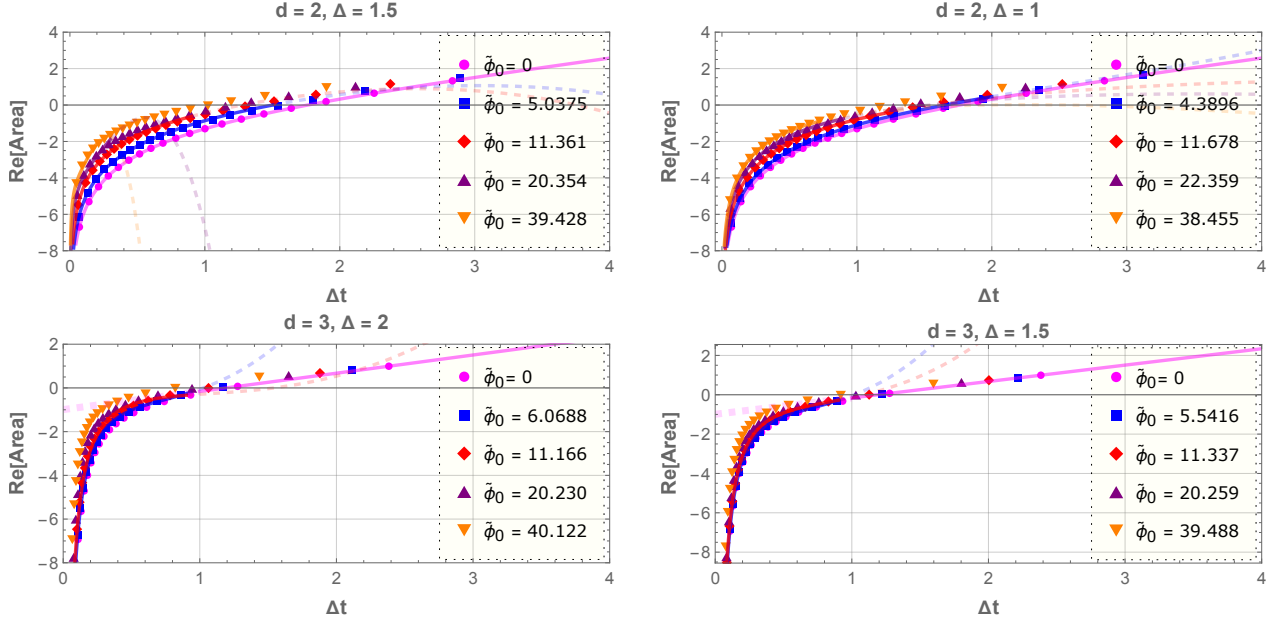 d = 2, Δ = 1.5
Re[Area]
4
2
0
−2
−4
−6
−8
0
1
2
3
4
Δt
ϕ̃₀= 0
ϕ̃₀ = 5.0375
ϕ̃₀ = 11.361
ϕ̃₀ = 20.354
ϕ̃₀ = 39.428
d = 2, Δ = 1
Re[Area]
4
2
0
−2
−4
−6
−8
0
1
2
3
4
Δt
ϕ̃₀= 0
ϕ̃₀ = 4.3896
ϕ̃₀ = 11.678
ϕ̃₀ = 22.359
ϕ̃₀ = 38.455
d = 3, Δ = 2
Re[Area]
2
0
−2
−4
−6
−8
0
1
2
3
4
Δt
ϕ̃₀= 0
ϕ̃₀ = 6.0688
ϕ̃₀ = 11.166
ϕ̃₀ = 20.230
ϕ̃₀ = 40.122
d = 3, Δ = 1.5
Re[Area]
2
0
−2
−4
−6
−8
0
1
2
3
4
Δt
ϕ̃₀= 0
ϕ̃₀ = 5.5416
ϕ̃₀ = 11.337
ϕ̃₀ = 20.259
ϕ̃₀ = 39.488